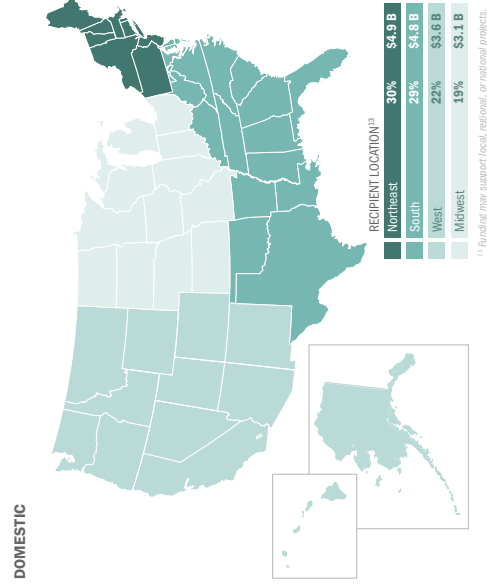 DOMESTIC
RECIPIENT LOCATION¹³
Northeast 30% $4.9 B
South 29% $4.8 B
West 22% $3.6 B
Midwest 19% $3.1 B
¹³ Funding may support local, regional, or national projects.